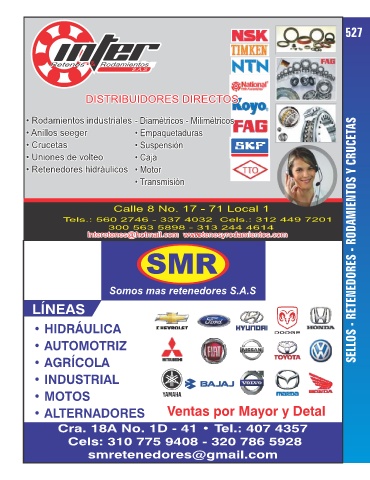 527
SELLOS - RETENEDORES - RODAMIENTOS Y CRUCETAS
inter
Retenes y Rodamientos
S.A.S
DISTRIBUIDORES DIRECTOS
• Rodamientos industriales
• Anillos seeger
• Crucetas
• Uniones de volteo
• Retenedores hidráulicos
- Diamétricos - Milimétricos
• Empaquetaduras
• Suspensión
• Caja
• Motor
• Transmisión
NSK
TIMKEN
NTN
National
Koyo
FAG
SKF
TTO
FAG
Calle 8 No. 17 - 71 Local 1
Tels.: 560 2746 - 337 4032 Cels.: 312 449 7201
300 563 5898 - 313 244 4614
SMR
Somos mas retenedores S.A.S
LÍNEAS
• HIDRÁULICA
• AUTOMOTRIZ
• AGRÍCOLA
• INDUSTRIAL
• MOTOS
• ALTERNADORES
CHEVROLET
Ford
HYUNDAI
DODGE
HONDA
MITSUBISHI
FIAT
NISSAN
TOYOTA
YAMAHA
BAJAJ
VOLVO
mazda
HONDA
Ventas por Mayor y Detal
Cra. 18A No. 1D - 41 • Tel.: 407 4357
Cels: 310 775 9408 - 320 786 5928
smretenedores@gmail.com